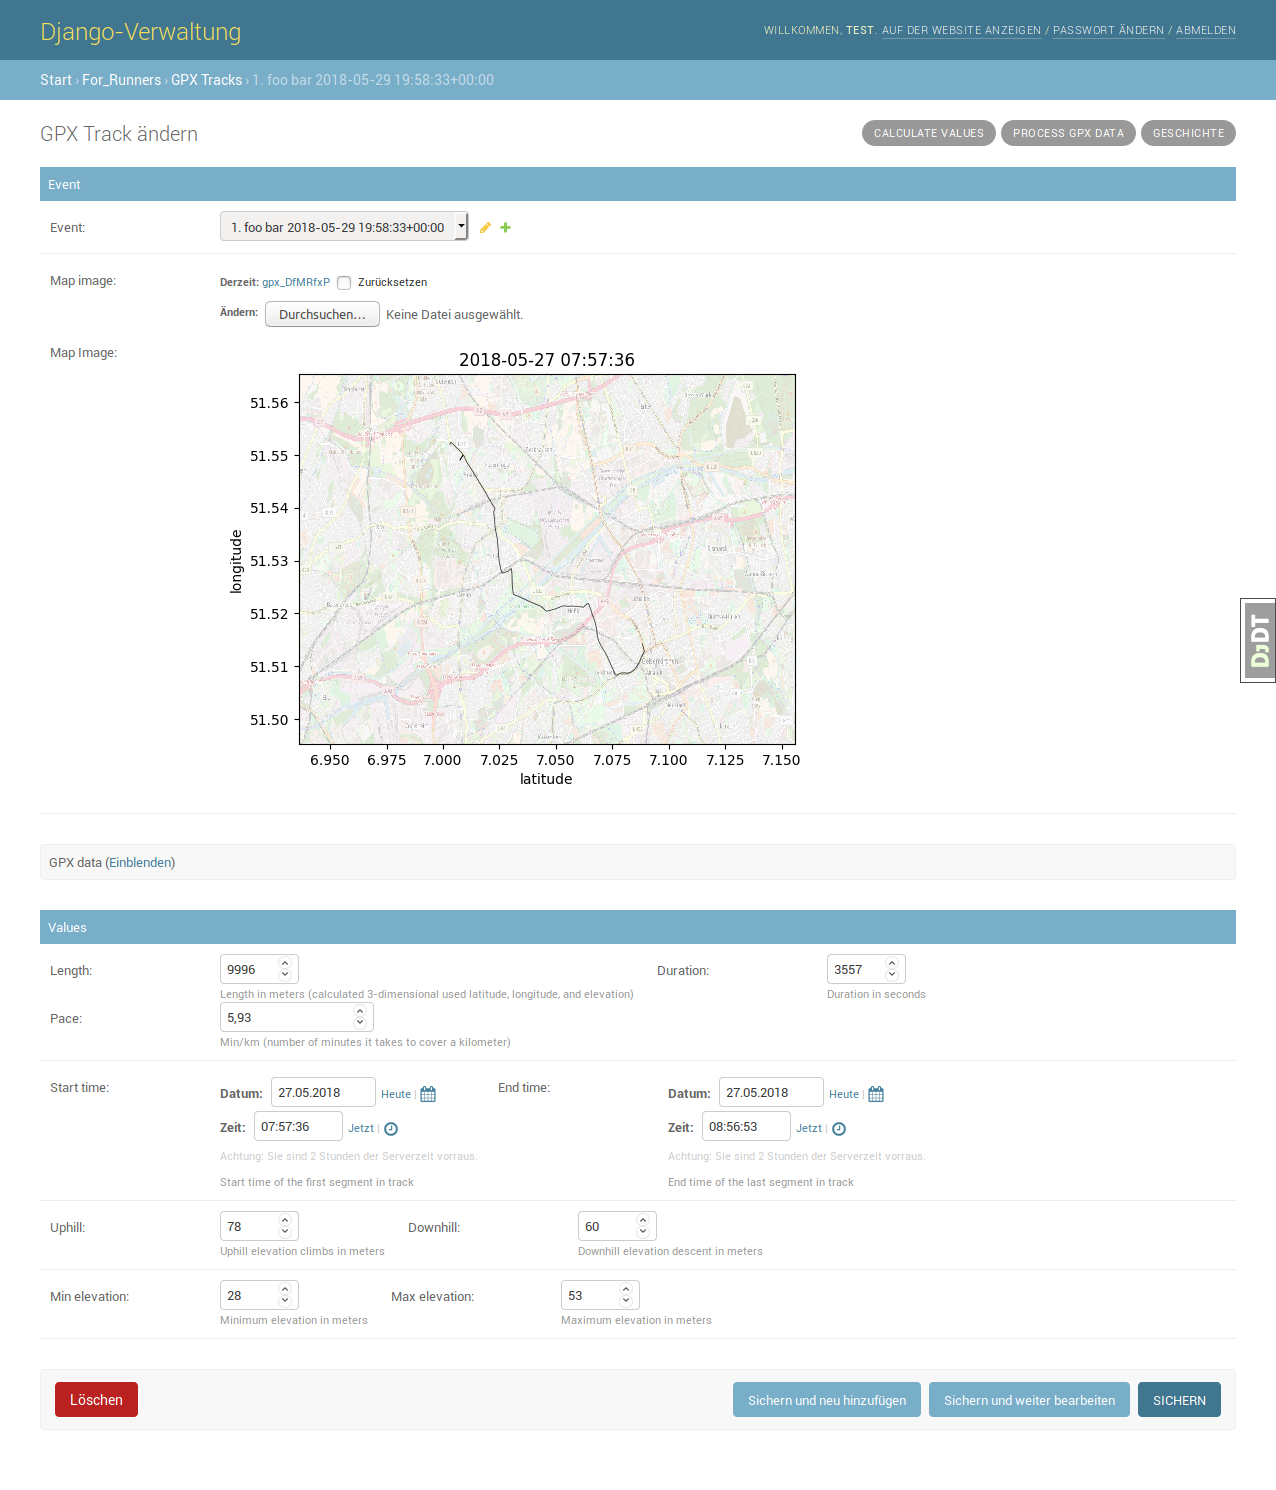 Django-Verwaltung
WILLKOMMEN, TEST. AUF DER WEBSITE ANZEIGEN / PASSWORT ÄNDERN / ABMELDEN
Start › For_Runners › GPX Tracks › 1. foo bar 2018-05-29 19:58:33+00:00
GPX Track ändern
CALCULATE VALUES PROCESS GPX DATA GESCHICHTE
Event
Event: 1. foo bar 2018-05-29 19:58:33+00:00
Map image: Derzeit: gpx_DfMRfxP Zurücksetzen
Ändern: Durchsuchen... Keine Datei ausgewählt.
Map Image:
2018-05-27 07:57:36
51.56
51.55
51.54
51.53
51.52
51.51
51.50
longitude
Gelsenkirchen
6.950 6.975 7.000 7.025 7.050 7.075 7.100 7.125 7.150
latitude
DJDT
GPX data (Einblenden)
Values
Length: 9996 Duration: 3557
Length in meters (calculated 3-dimensional used latitude, longitude, and elevation) Duration in seconds
Pace: 5,93
Min/km (number of minutes it takes to cover a kilometer)
Start time: Datum: 27.05.2018 Heute | End time: Datum: 27.05.2018 Heute |
Zeit: 07:57:36 Jetzt | Zeit: 08:56:53 Jetzt |
Achtung: Sie sind 2 Stunden der Serverzeit vorraus. Achtung: Sie sind 2 Stunden der Serverzeit vorraus.
Start time of the first segment in track End time of the last segment in track
Uphill: 78 Downhill: 60
Uphill elevation climbs in meters Downhill elevation descent in meters
Min elevation: 28 Max elevation: 53
Minimum elevation in meters Maximum elevation in meters
Löschen Sichern und neu hinzufügen Sichern und weiter bearbeiten SICHERN